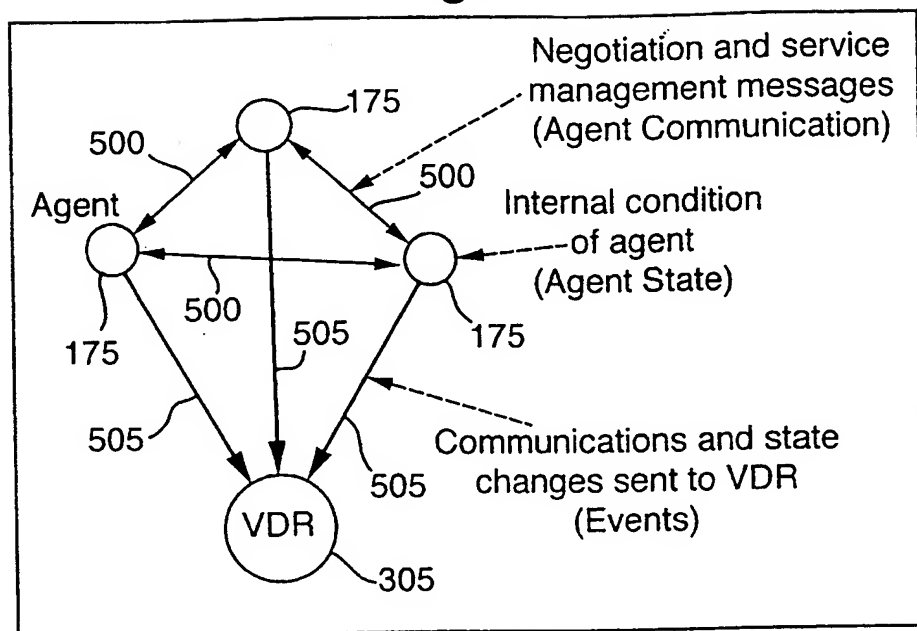 Negotiation and service
management messages
(Agent Communication)
175
500
500
Agent
Internal condition
of agent
(Agent State)
500
175
505
175
505
505
Communications and state
changes sent to VDR
(Events)
VDR
305